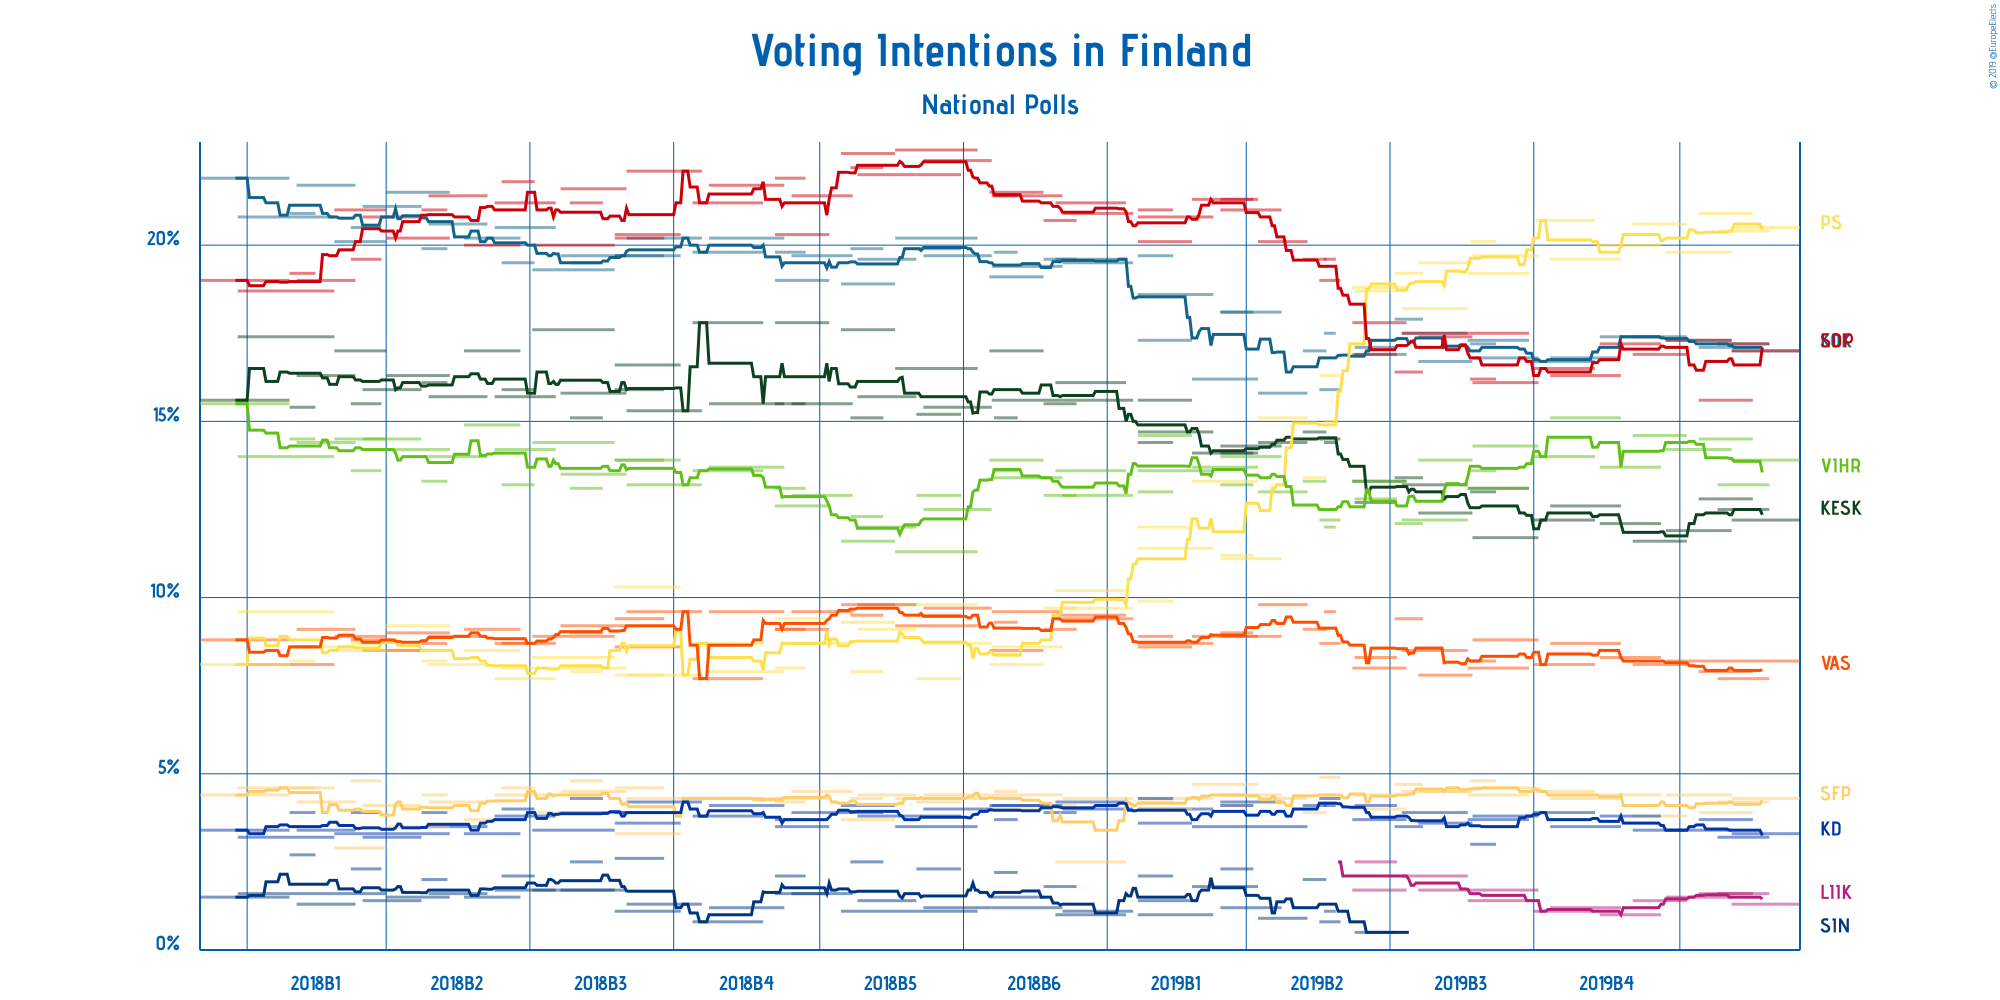 Voting Intentions in Finland
National Polls
© 2019 @EuropeElects
20%
15%
10%
5%
0%
PS
SDP
VIHR
KESK
VAS
SFP
KD
LIIK
SIN
2018B1 2018B2 2018B3 2018B4 2018B5 2018B6 2019B1 2019B2 2019B3 2019B4